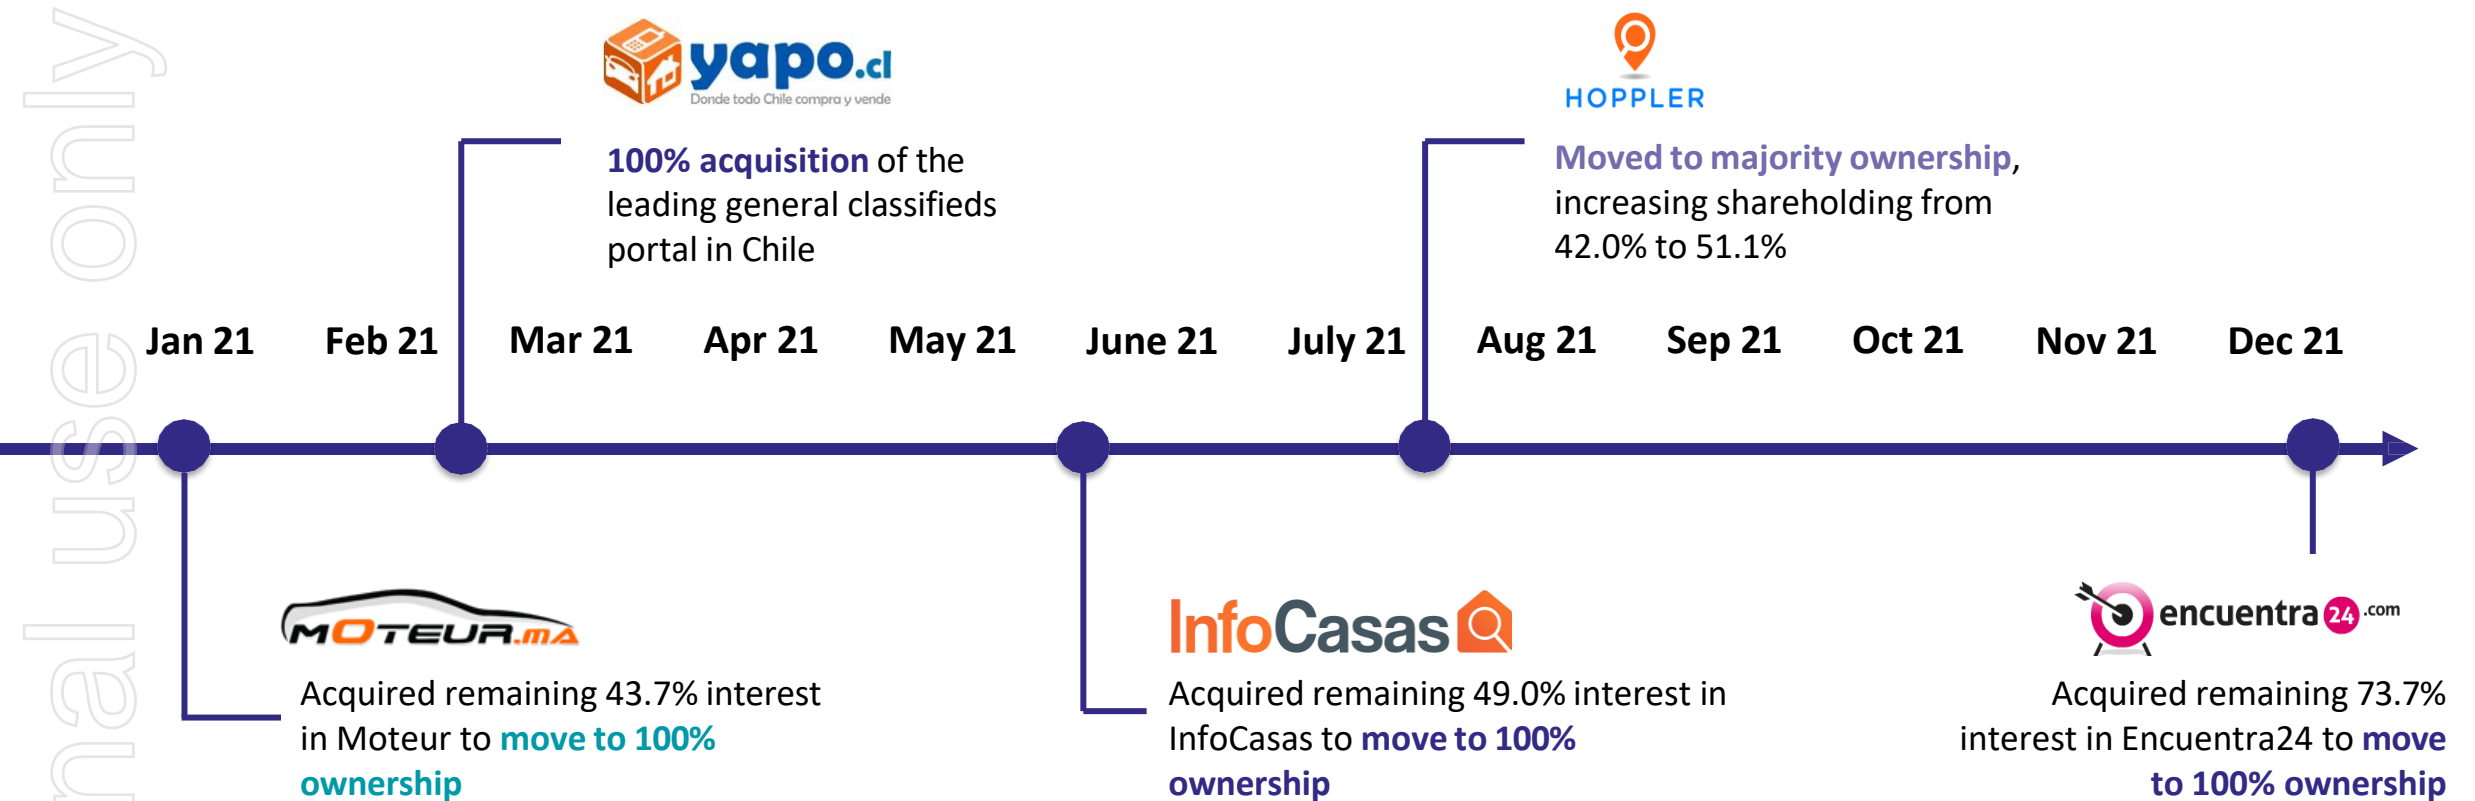 yapo.cl
Donde todo Chile compra y vende
100% acquisition of the
leading general classifieds
portal in Chile
HOPPLER
Moved to majority ownership,
increasing shareholding from
42.0% to 51.1%
Jan 21
Feb 21
Mar 21
Apr 21
May 21
June 21
July 21
Aug 21
Sep 21
Oct 21
Nov 21
Dec 21
MOTEUR.MA
Acquired remaining 43.7% interest
in Moteur to move to 100%
ownership
InfoCasas
Acquired remaining 49.0% interest in
InfoCasas to move to 100%
ownership
encuentra24.com
Acquired remaining 73.7%
interest in Encuentra24 to move
to 100% ownership
nal use only